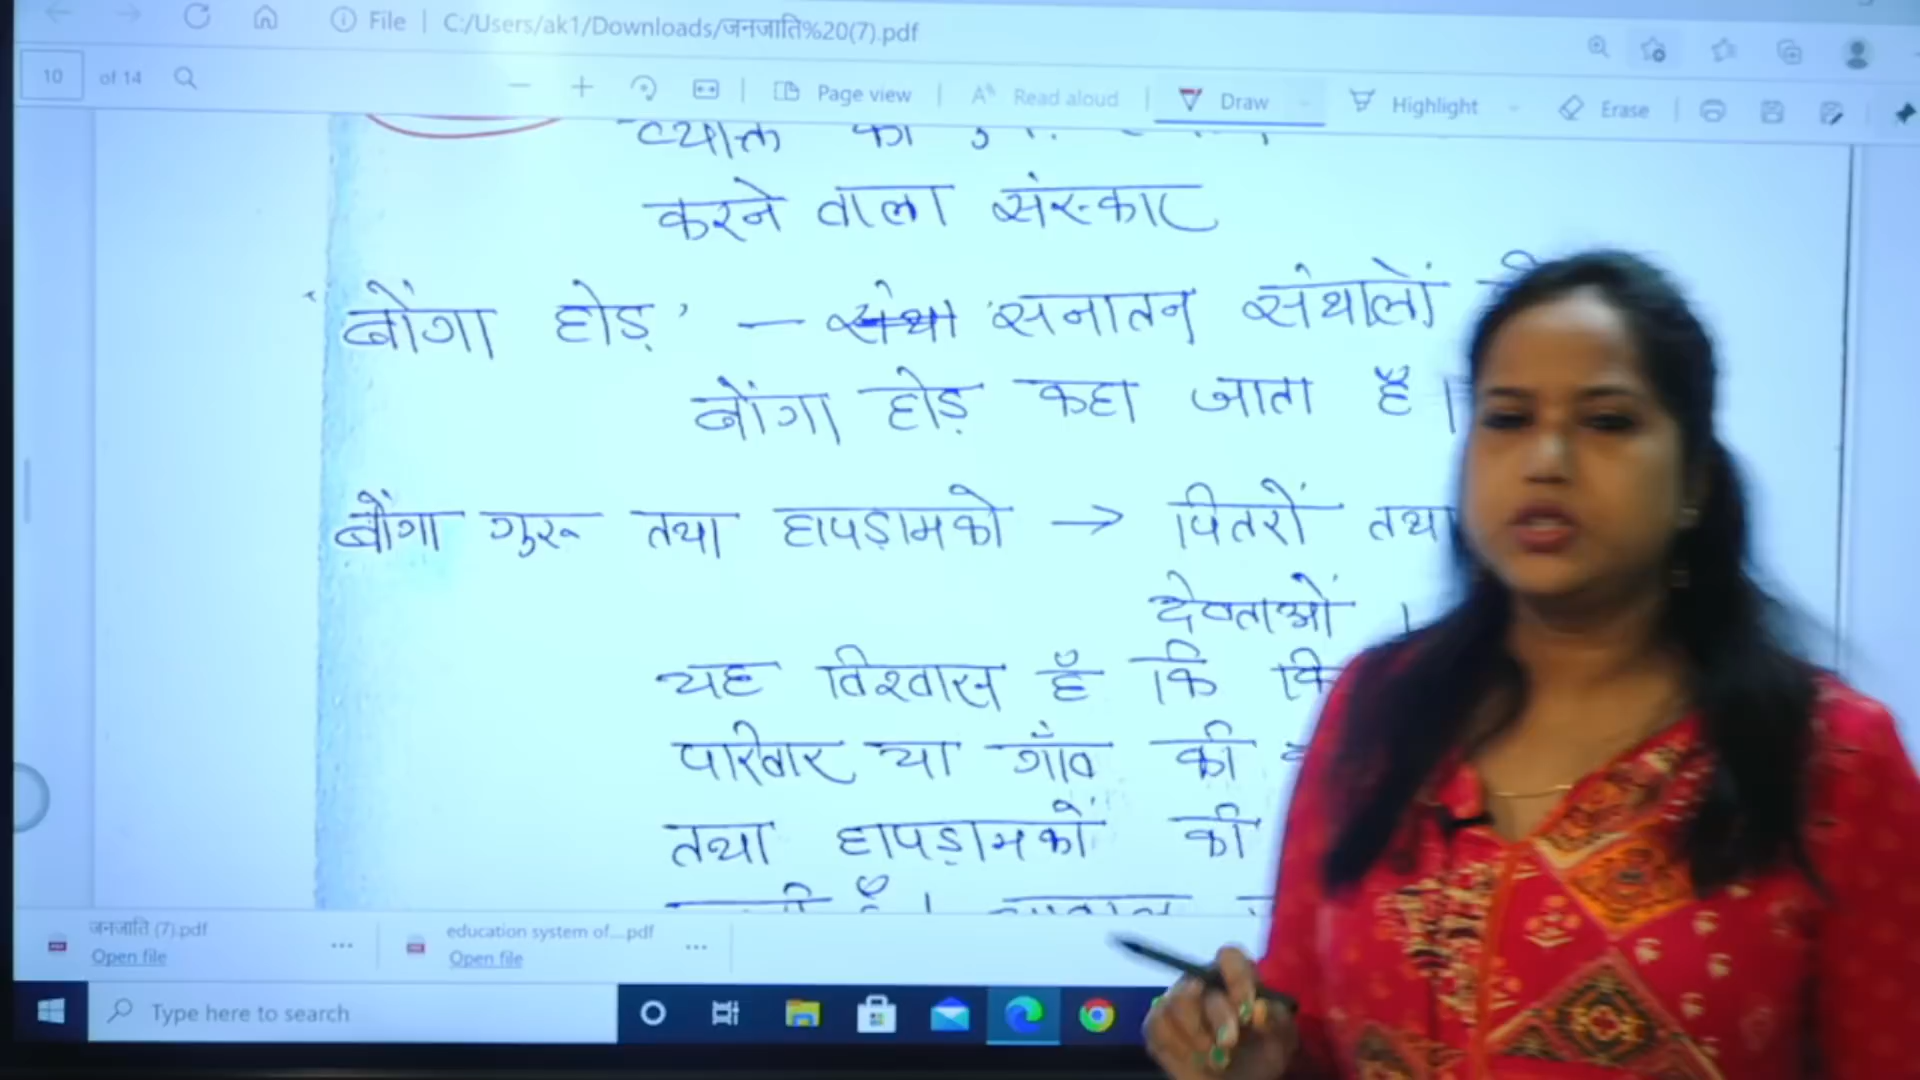 File | C:/Users/ak1/Downloads/जनजाति%20(7).pdf
10 of 14
Page view | Read aloud | Draw Highlight Erase
करने वाला संस्कार
'बोंगा होड़' — सनातन संथालों
बोंगा होड़ कहा जाता है।
बोंगा गुरू तथा हापड़ामको → पितरों तथा
देवताओं
यह विश्वास है कि
परिवार या गाँव की
तथा हापड़ामकों की
जनजाति (7).pdf
Open file
education system of....pdf
Open file
Type here to search